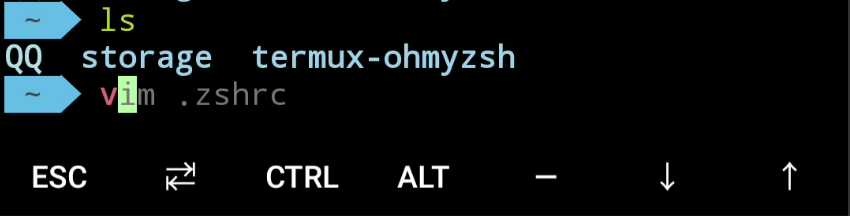 ~ ls
QQ storage termux-ohmyzsh
~ vim .zshrc
ESC ⇄ CTRL ALT – ↓ ↑